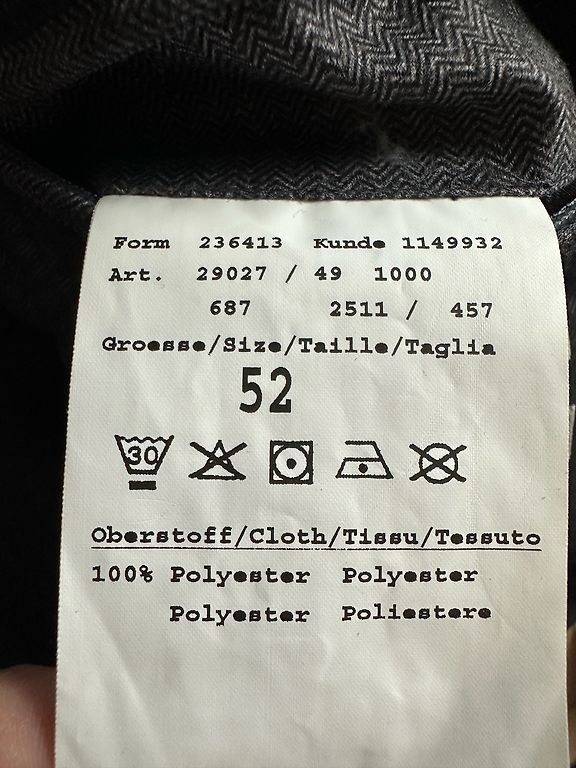 Form 236413 Kunde 1149932
Art. 29027 / 49 1000
687 2511 / 457
Groesse/Size/Taille/Taglia
52
30
Oberstoff/Cloth/Tissu/Tessuto
100% Polyester Polyester
Polyester Poliestere